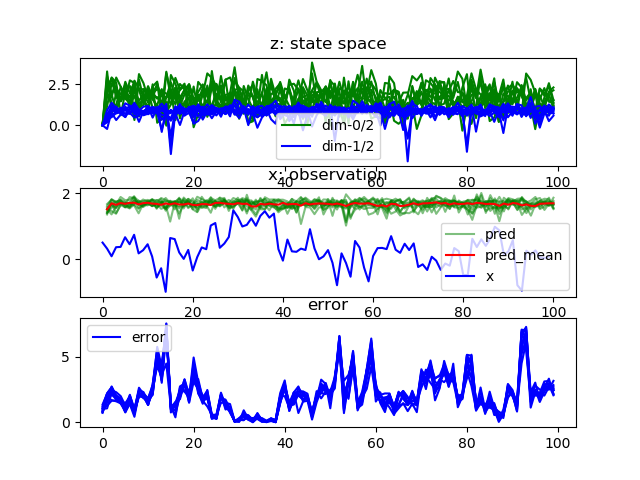 z: state space
2.5
0.0
dim-0/2
dim-1/2
0 20 40 60 80 100
x: observation
2
0
pred
pred_mean
x
0 20 40 60 80 100
error
5
0
error
0 20 40 60 80 100